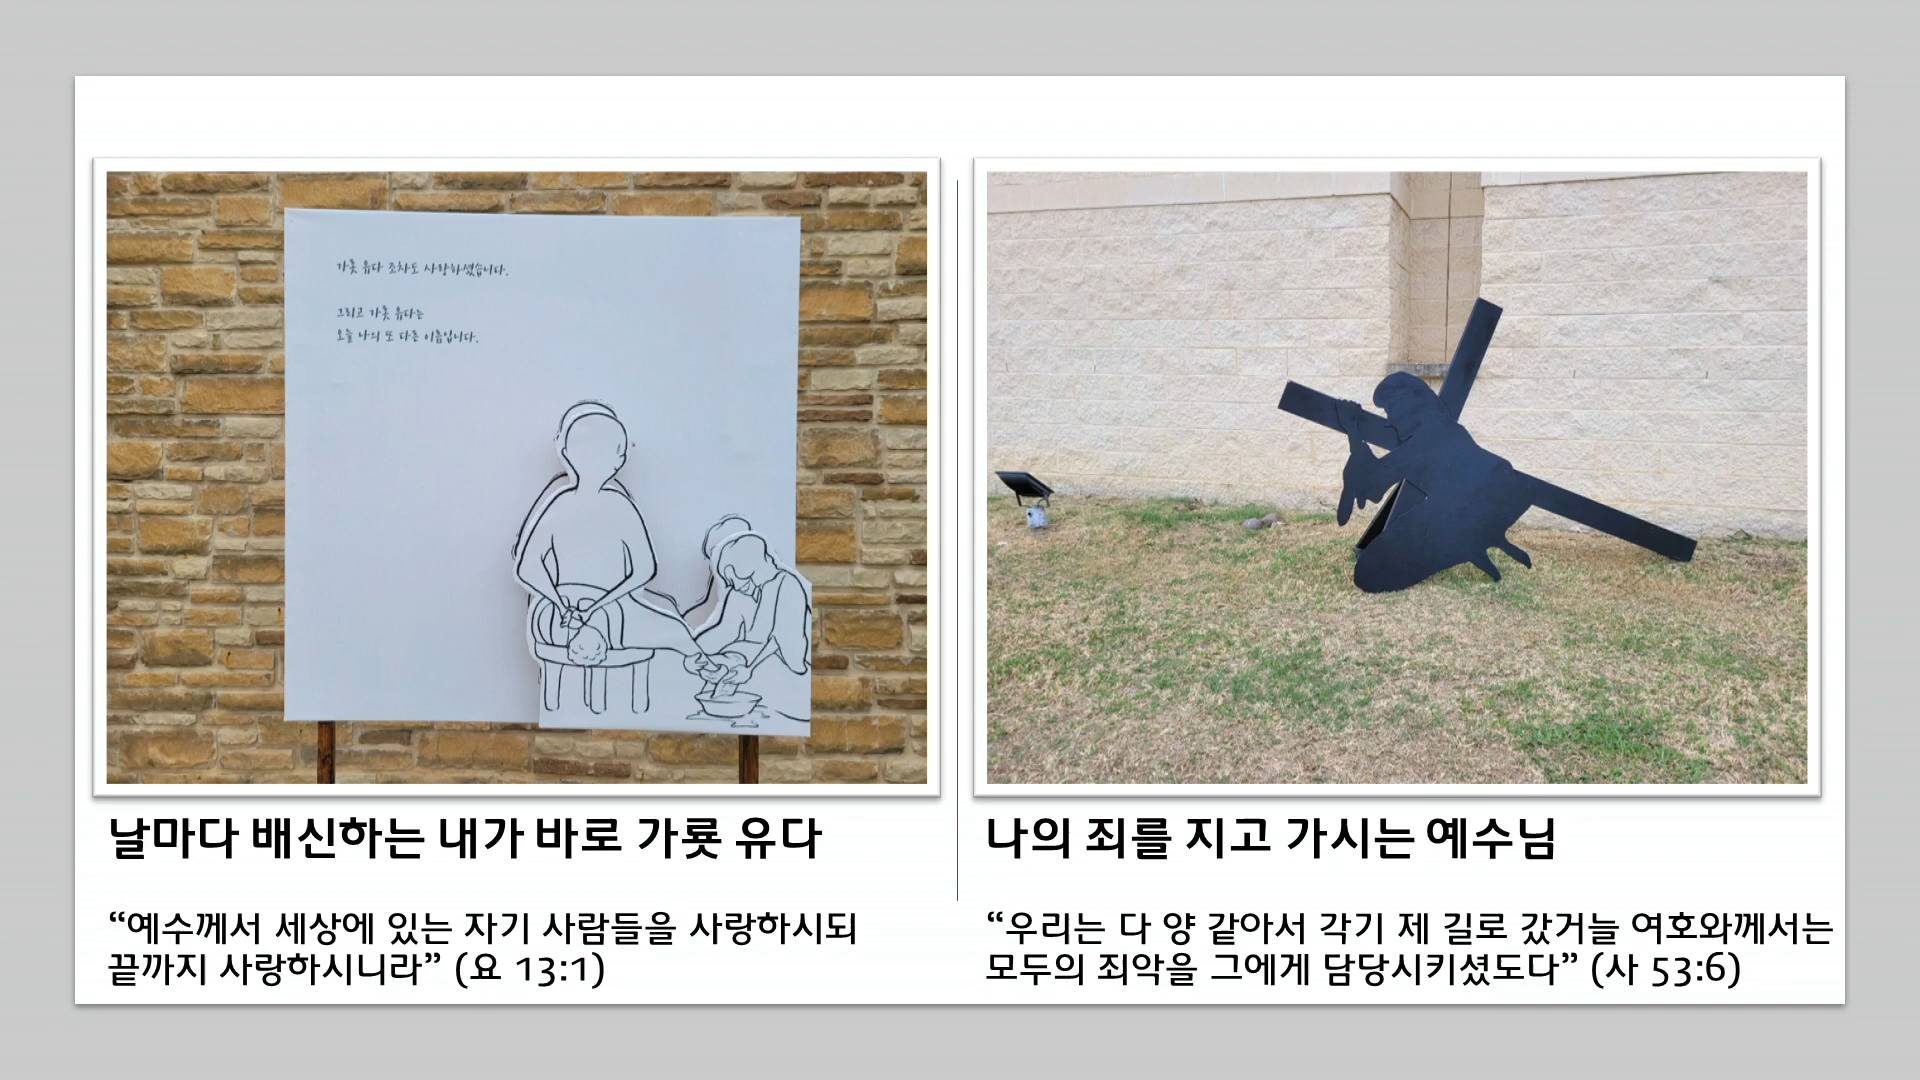 가롯 유다 조차도 사랑하셨습니다.
그리고 가롯 유다는
오늘 나의 또 다른 이름입니다.
날마다 배신하는 내가 바로 가룟 유다
“예수께서 세상에 있는 자기 사람들을 사랑하시되
끝까지 사랑하시니라” (요 13:1)
나의 죄를 지고 가시는 예수님
“우리는 다 양 같아서 각기 제 길로 갔거늘 여호와께서는
모두의 죄악을 그에게 담당시키셨도다” (사 53:6)